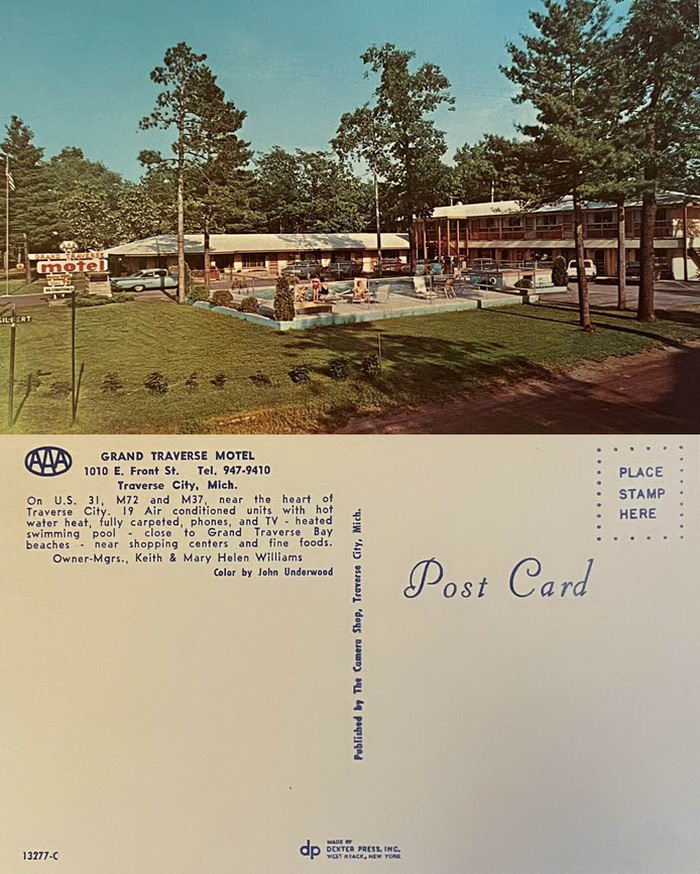 GRAND TRAVERSE
motel
GILBERT
AAA
GRAND TRAVERSE MOTEL
1010 E. Front St. Tel. 947-9410
Traverse City, Mich.
On U.S. 31, M72 and M37, near the heart of
Traverse City. 19 Air conditioned units with hot
water heat, fully carpeted, phones, and TV - heated
swimming pool - close to Grand Traverse Bay
beaches - near shopping centers and fine foods.
Owner-Mgrs., Keith & Mary Helen Williams
Color by John Underwood
Published by The Camera Shop, Traverse City, Mich.
PLACE
STAMP
HERE
Post Card
13277-C
dp
MADE BY
DEXTER PRESS, INC.
WEST NYACK, NEW YORK